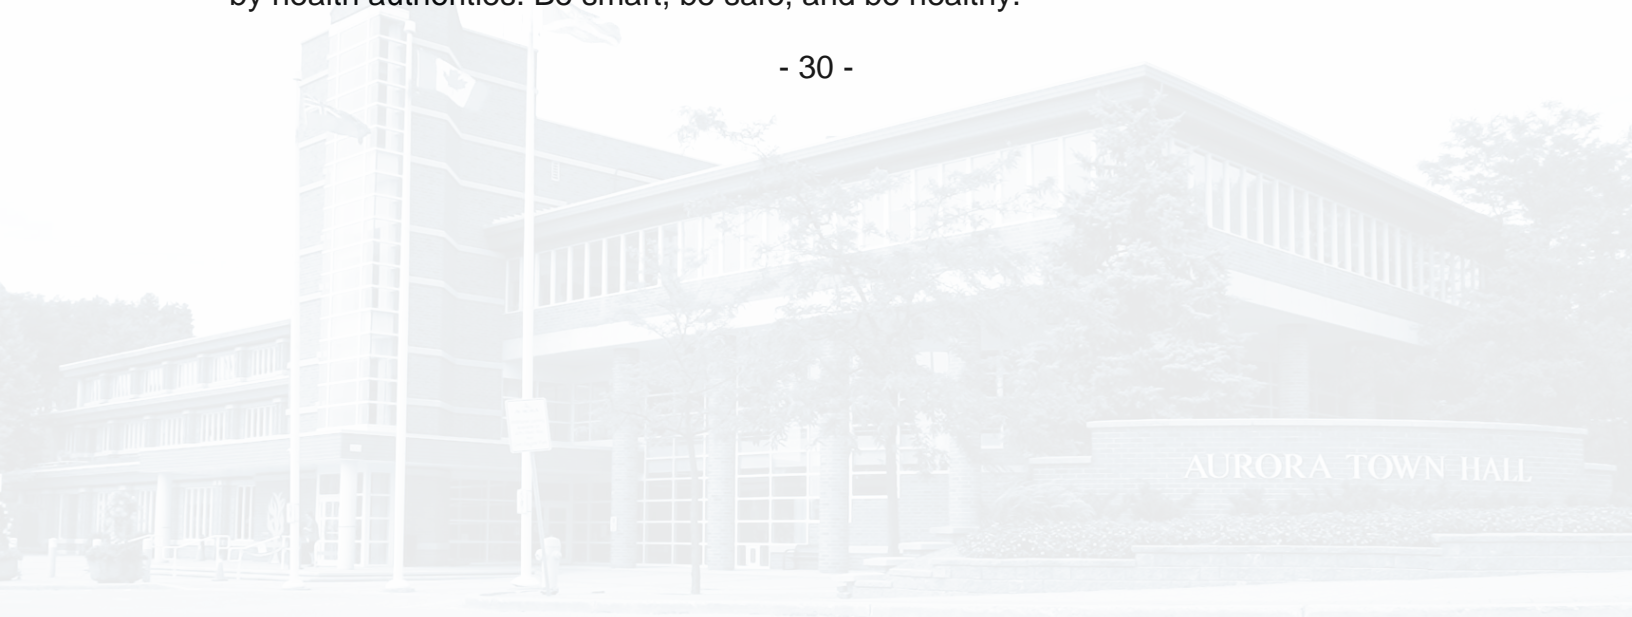 by health authorities. Be smart, be safe, and be healthy.
- 30 -
AURORA TOWN HALL